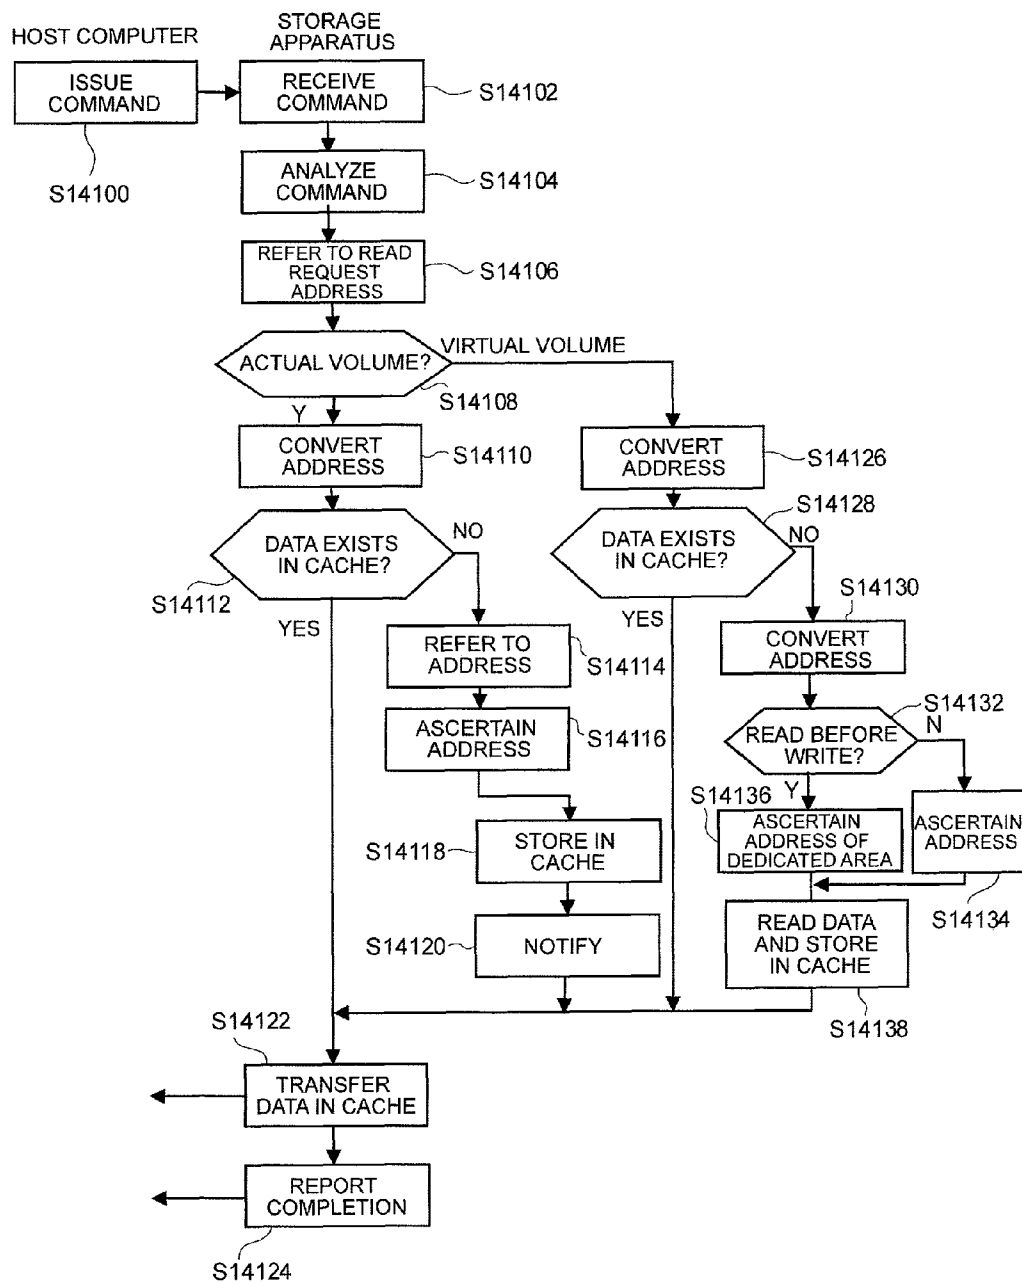 HOST COMPUTER
STORAGE
APPARATUS
ISSUE
COMMAND
RECEIVE
COMMAND
S14102
S14100
ANALYZE
COMMAND
S14104
REFER TO READ
REQUEST
ADDRESS
S14106
ACTUAL VOLUME?
VIRTUAL VOLUME
S14108
Y
CONVERT
ADDRESS
S14110
CONVERT
ADDRESS
S14126
DATA EXISTS
IN CACHE?
NO
S14112
YES
DATA EXISTS
IN CACHE?
S14128
NO
YES
REFER TO
ADDRESS
S14114
S14130
CONVERT
ADDRESS
ASCERTAIN
ADDRESS
S14116
READ BEFORE
WRITE?
S14132
N
Y
S14136
ASCERTAIN
ADDRESS OF
DEDICATED AREA
ASCERTAIN
ADDRESS
S14134
S14118
STORE IN
CACHE
S14120
NOTIFY
READ DATA
AND STORE
IN CACHE
S14138
S14122
TRANSFER
DATA IN CACHE
REPORT
COMPLETION
S14124